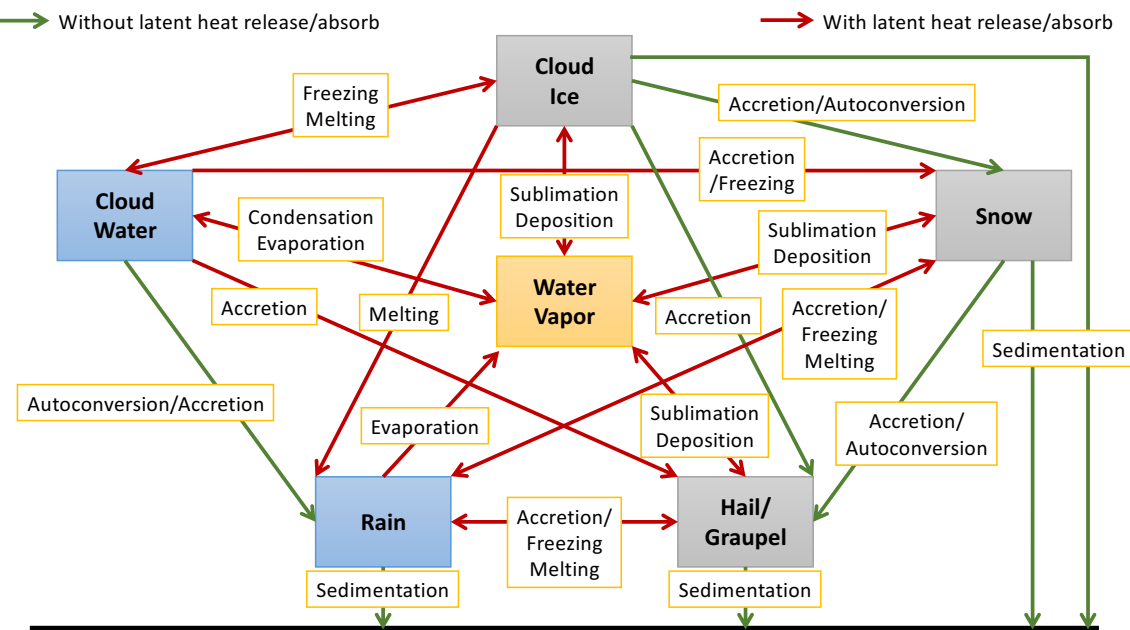 Without latent heat release/absorb
With latent heat release/absorb
Cloud
Ice
Freezing
Melting
Accretion/Autoconversion
Accretion
/Freezing
Cloud
Water
Condensation
Evaporation
Sublimation
Deposition
Sublimation
Deposition
Snow
Water
Vapor
Accretion
Melting
Accretion
Accretion/
Freezing
Melting
Sedimentation
Autoconversion/Accretion
Evaporation
Sublimation
Deposition
Accretion/
Autoconversion
Rain
Accretion/
Freezing
Melting
Hail/
Graupel
Sedimentation
Sedimentation